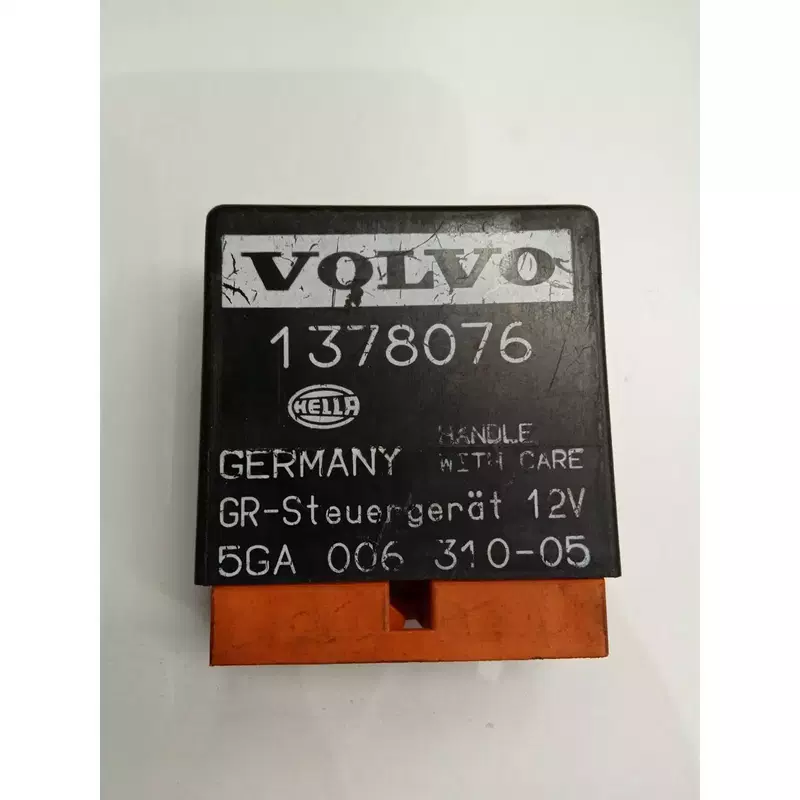 VOLVO
1378076
HELLA
HANDLE
GERMANY WITH CARE
GR-Steuergerät 12V
5GA 006 310-05